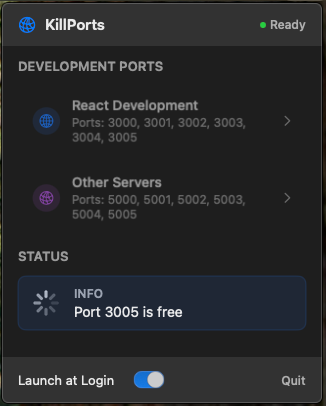 KillPorts
Ready
DEVELOPMENT PORTS
React Development
Ports: 3000, 3001, 3002, 3003,
3004, 3005
Other Servers
Ports: 5000, 5001, 5002, 5003,
5004, 5005
STATUS
INFO
Port 3005 is free
Launch at Login
Quit